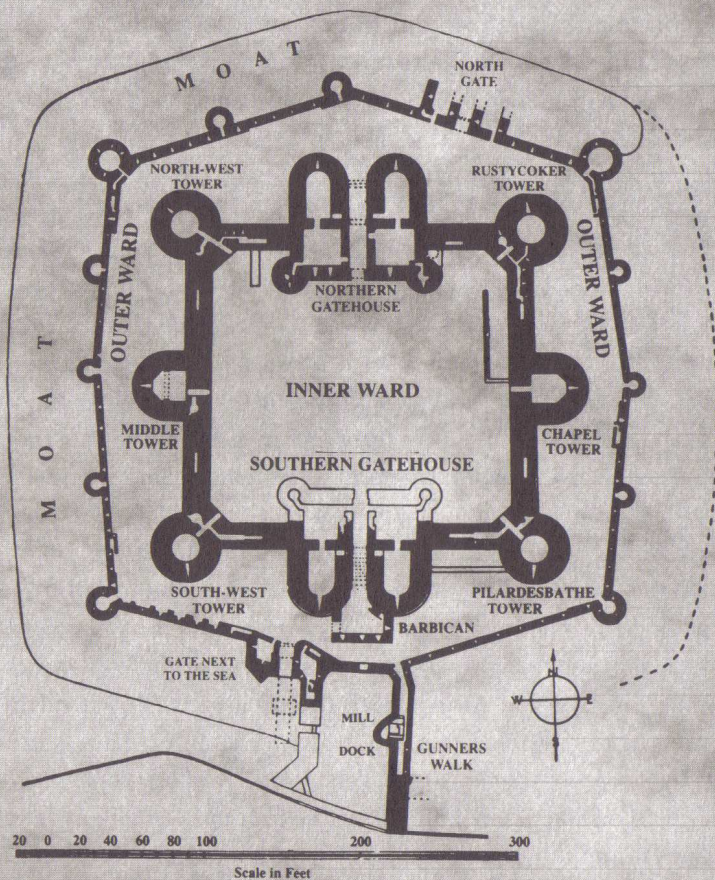 MOAT
NORTH
GATE
NORTH-WEST
TOWER
RUSTYCOKER
TOWER
OUTER WARD
OUTER WARD
NORTHERN
GATEHOUSE
MOAT
INNER WARD
MIDDLE
TOWER
CHAPEL
TOWER
SOUTHERN GATEHOUSE
SOUTH-WEST
TOWER
PILARDESBATHE
TOWER
BARBICAN
GATE NEXT
TO THE SEA
N
W E
S
MILL
DOCK
GUNNERS
WALK
20 0 20 40 60 80 100 200 300
Scale in Feet